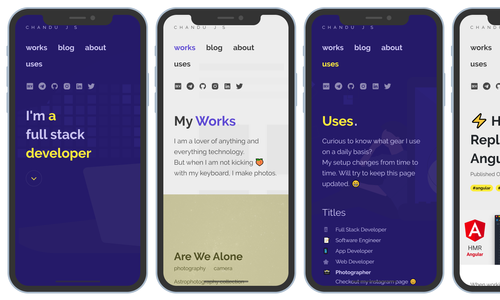 CHANDU J S
works blog about
uses
I'm a
full stack
developer
CHANDU J S
works blog about
uses
My Works
I am a lover of anything and
everything technology.
But when I am not kicking
with my keyboard, I make photos.
Are We Alone
photography camera
CHANDU J S
works blog about
uses
Uses.
Curious to know what gear I use
on a daily basis?
My setup changes from time to
time. Will try to keep this page
updated.
Titles
Full Stack Developer
Software Engineer
App Developer
Web Developer
Photographer
Checkout my instagram page
H
Repl
Angu
Published O
#angular
HMR
Angular